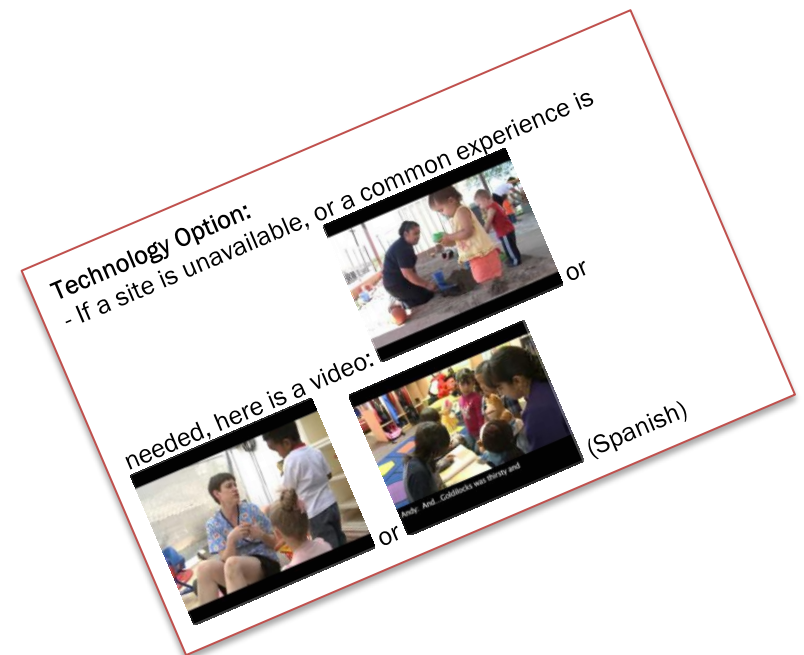 Technology Option:
- If a site is unavailable, or a common experience is
needed, here is a video: or
or (Spanish)
Andy: And...Goldilocks was thirsty and